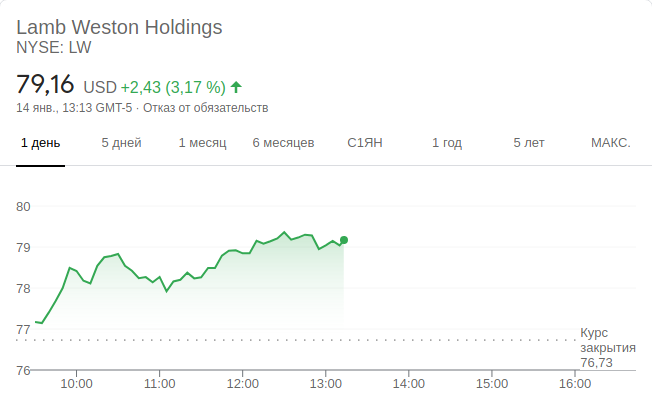 Lamb Weston Holdings
NYSE: LW
79,16 USD +2,43 (3,17 %)
14 янв., 13:13 GMT-5 · Отказ от обязательств
1 день 5 дней 1 месяц 6 месяцев С1ЯН 1 год 5 лет МАКС.
80
79
78
77
Курс
закрытия
76,73
76
10:00 11:00 12:00 13:00 14:00 15:00 16:00